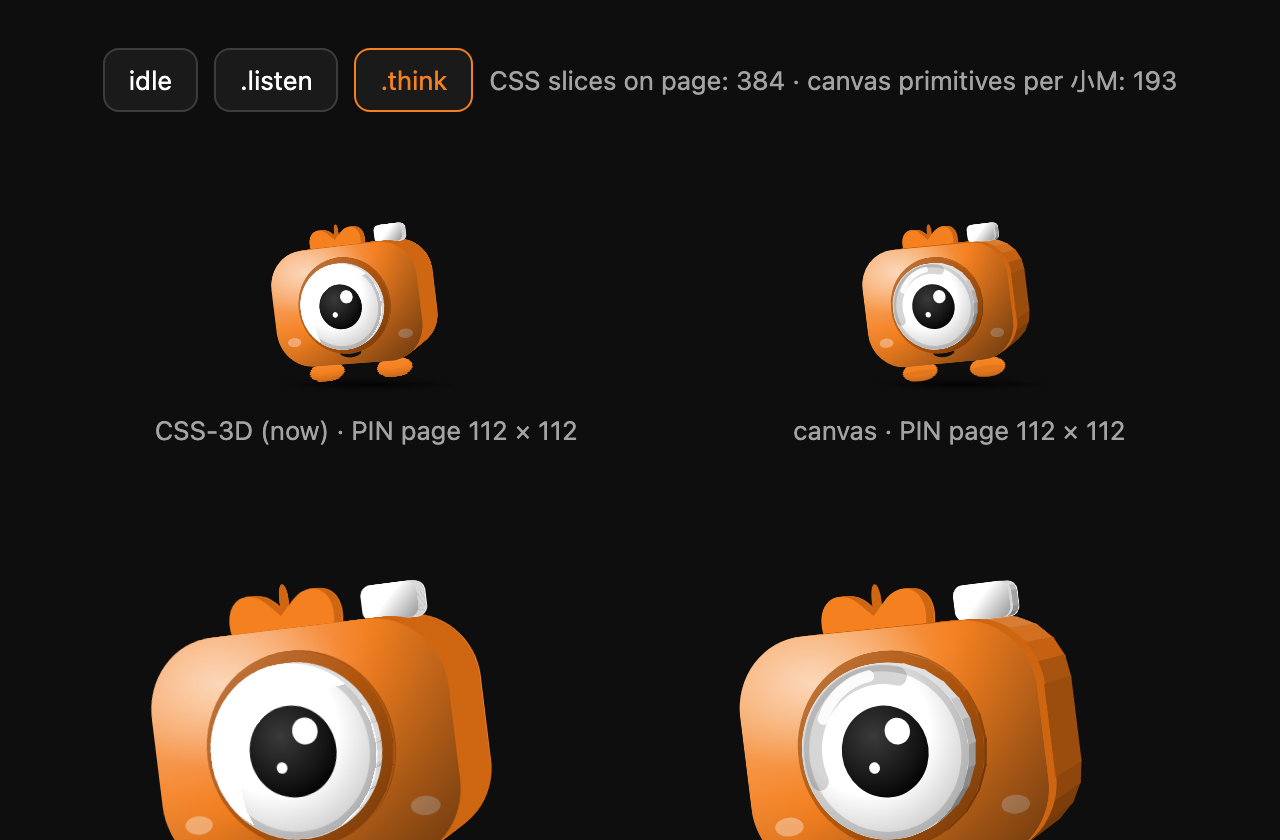 idle
.listen
.think
CSS slices on page: 384 · canvas primitives per 小M: 193
CSS-3D (now) · PIN page 112 × 112
canvas · PIN page 112 × 112